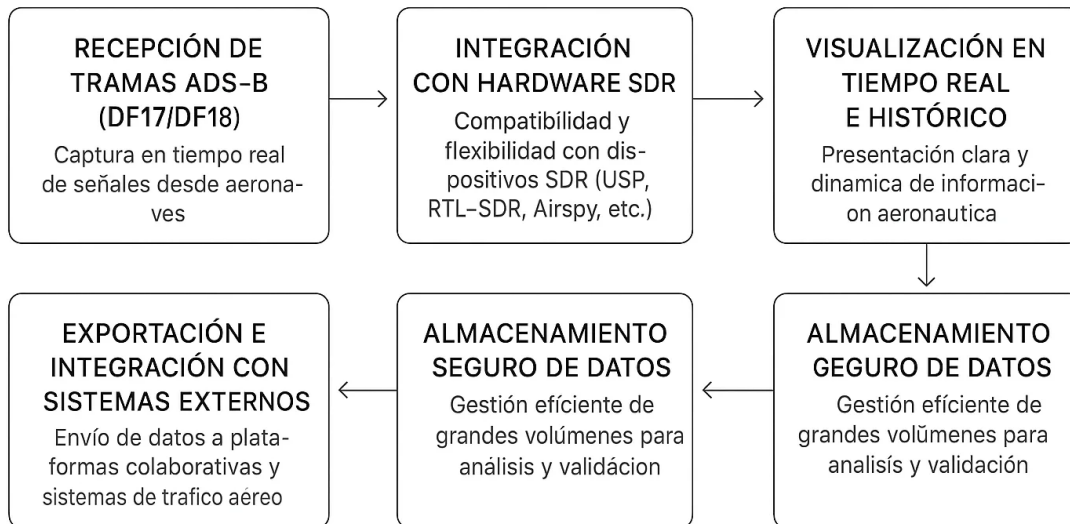 RECEPCIÓN DE
TRAMAS ADS-B
(DF17/DF18)
Captura en tiempo real
de señales desde aerona-
ves
INTEGRACIÓN
CON HARDWARE SDR
Compatíbílidad y
flexibilidad con dis-
positivos SDR (USP,
RTL-SDR, Airspy, etc.)
VISUALIZACIÓN EN
TIEMPO REAL
E HISTÓRICO
Presentación clara y
dinamica de informaci-
on aeronautica
EXPORTACIÓN E
INTEGRACIÓN CON
SISTEMAS EXTERNOS
Envío de datos a plata-
formas colaborativas y
sistemas de trafico aéreo
ALMACENAMIENTO
SEGURO DE DATOS
Gestión efíciente de
grandes volúmenes para
análisis y validácion
ALMACENAMIENTO
GEGURO DE DATOS
Gestión efíciente de
grandes volŭmenes para
analisís y validación